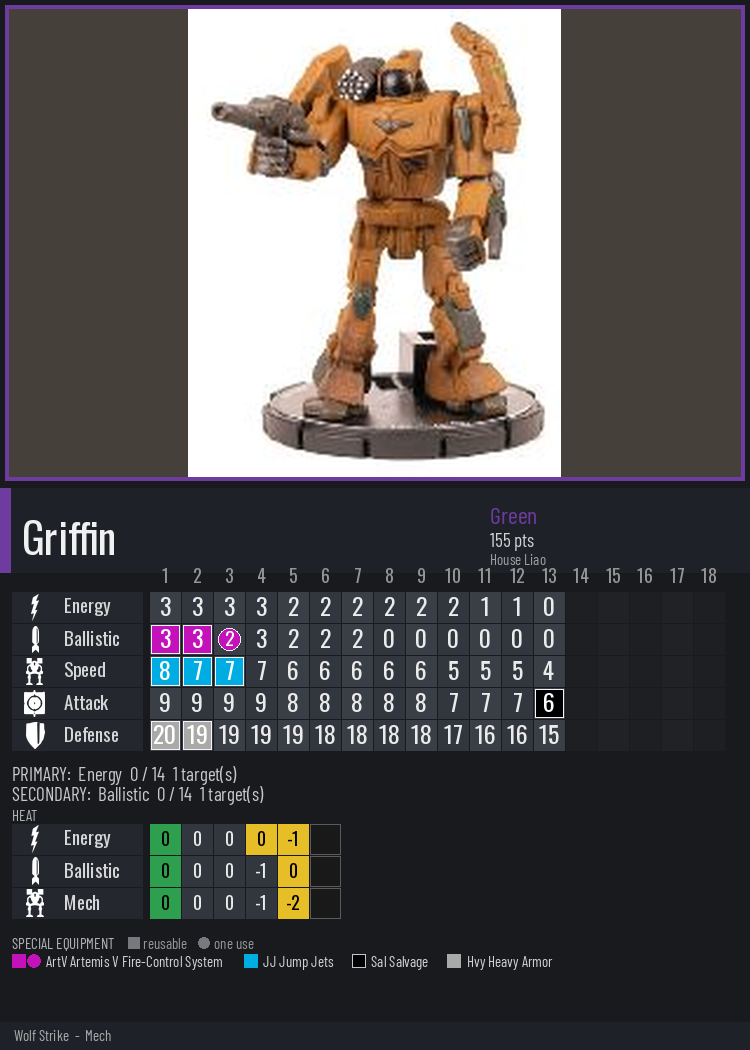 Griffin
Green
155 pts
House Liao
1 2 3 4 5 6 7 8 9 10 11 12 13 14 15 16 17 18
Energy 3 3 3 3 2 2 2 2 2 2 1 1 0
Ballistic 3 3 2 3 2 2 2 0 0 0 0 0 0
Speed 8 7 7 7 6 6 6 6 6 5 5 5 4
Attack 9 9 9 9 8 8 8 8 8 7 7 7 6
Defense 20 19 19 19 19 18 18 18 18 17 16 16 15
PRIMARY: Energy 0 / 14 1 target(s)
SECONDARY: Ballistic 0 / 14 1 target(s)
HEAT
Energy 0 0 0 0 -1
Ballistic 0 0 0 -1 0
Mech 0 0 0 -1 -2
SPECIAL EQUIPMENT reusable one use
ArtV Artemis V Fire-Control System JJ Jump Jets Sal Salvage Hvy Heavy Armor
Wolf Strike - Mech